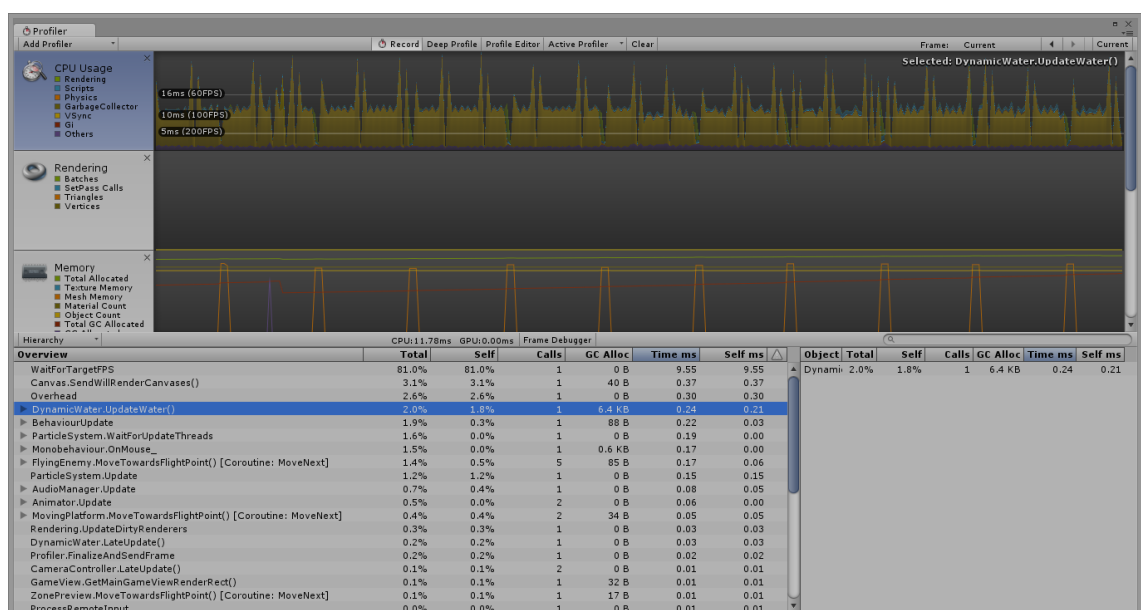 Profiler
Add Profiler Record Deep Profile Profile Editor Active Profiler Clear Frame: Current Current
CPU Usage
Rendering
Scripts
Physics
GarbageCollector
VSync
Gi
Others
Selected: DynamicWater.UpdateWater()
16ms (60FPS)
10ms (100FPS)
5ms (200FPS)
Rendering
Batches
SetPass Calls
Triangles
Vertices
Memory
Total Allocated
Texture Memory
Mesh Memory
Material Count
Object Count
Total GC Allocated
Hierarchy CPU:11.78ms GPU:0.00ms Frame Debugger
Overview Total Self Calls GC Alloc Time ms Self ms
WaitForTargetFPS 81.0% 81.0% 1 0 B 9.55 9.55
Canvas.SendWillRenderCanvases() 3.1% 3.1% 1 40 B 0.37 0.37
Overhead 2.6% 2.6% 1 0 B 0.30 0.30
DynamicWater.UpdateWater() 2.0% 1.8% 1 6.4 KB 0.24 0.21
BehaviourUpdate 1.9% 0.3% 1 88 B 0.22 0.03
ParticleSystem.WaitForUpdateThreads 1.6% 0.0% 1 0 B 0.19 0.00
Monobehaviour.OnMouse_ 1.5% 0.0% 1 0.6 KB 0.17 0.00
FlyingEnemy.MoveTowardsFlightPoint() [Coroutine: MoveNext] 1.4% 0.5% 5 85 B 0.17 0.06
ParticleSystem.Update 1.2% 1.2% 1 0 B 0.15 0.15
AudioManager.Update 0.7% 0.4% 1 0 B 0.08 0.05
Animator.Update 0.5% 0.0% 2 0 B 0.06 0.00
MovingPlatform.MoveTowardsFlightPoint() [Coroutine: MoveNext] 0.4% 0.4% 2 34 B 0.05 0.05
Rendering.UpdateDirtyRenderers 0.3% 0.3% 1 0 B 0.03 0.03
DynamicWater.LateUpdate() 0.2% 0.2% 1 0 B 0.03 0.03
Profiler.FinalizeAndSendFrame 0.2% 0.2% 1 0 B 0.02 0.02
CameraController.LateUpdate() 0.1% 0.1% 2 0 B 0.01 0.01
GameView.GetMainGameViewRenderRect() 0.1% 0.1% 1 32 B 0.01 0.01
ZonePreview.MoveTowardsFlightPoint() [Coroutine: MoveNext] 0.1% 0.1% 1 17 B 0.01 0.01
ProcessRemoteInput 0.0% 0.0% 1 0 B 0.01 0.01
Object Total Self Calls GC Alloc Time ms Self ms
Dynami 2.0% 1.8% 1 6.4 KB 0.24 0.21